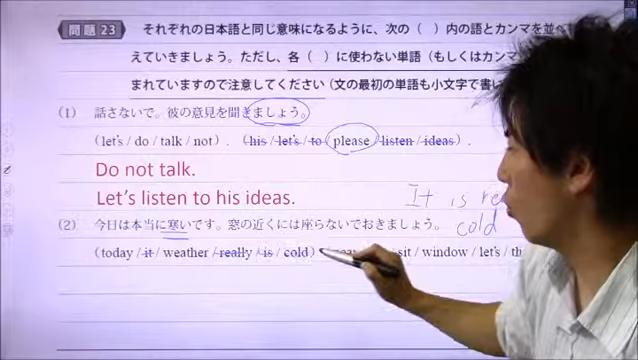 問題 23 それぞれの日本語と同じ意味になるように、次の（ ）内の語とカンマを並べ
えていきましょう。ただし、各（ ）に使わない単語（もしくはカン
まれていますので注意してください（文の最初の単語も小文字で書い
(1) 話さないで。彼の意見を聞きましょう。
(let's / do / talk / not) . (his / let's / to / please / listen / ideas) .
Do not talk.
Let's listen to his ideas.
It is re
cold
(2) 今日は本当に寒いです。窓の近くには座らないでおきましょう。
(today / it / weather / really / is / cold) sit / window / let's / th